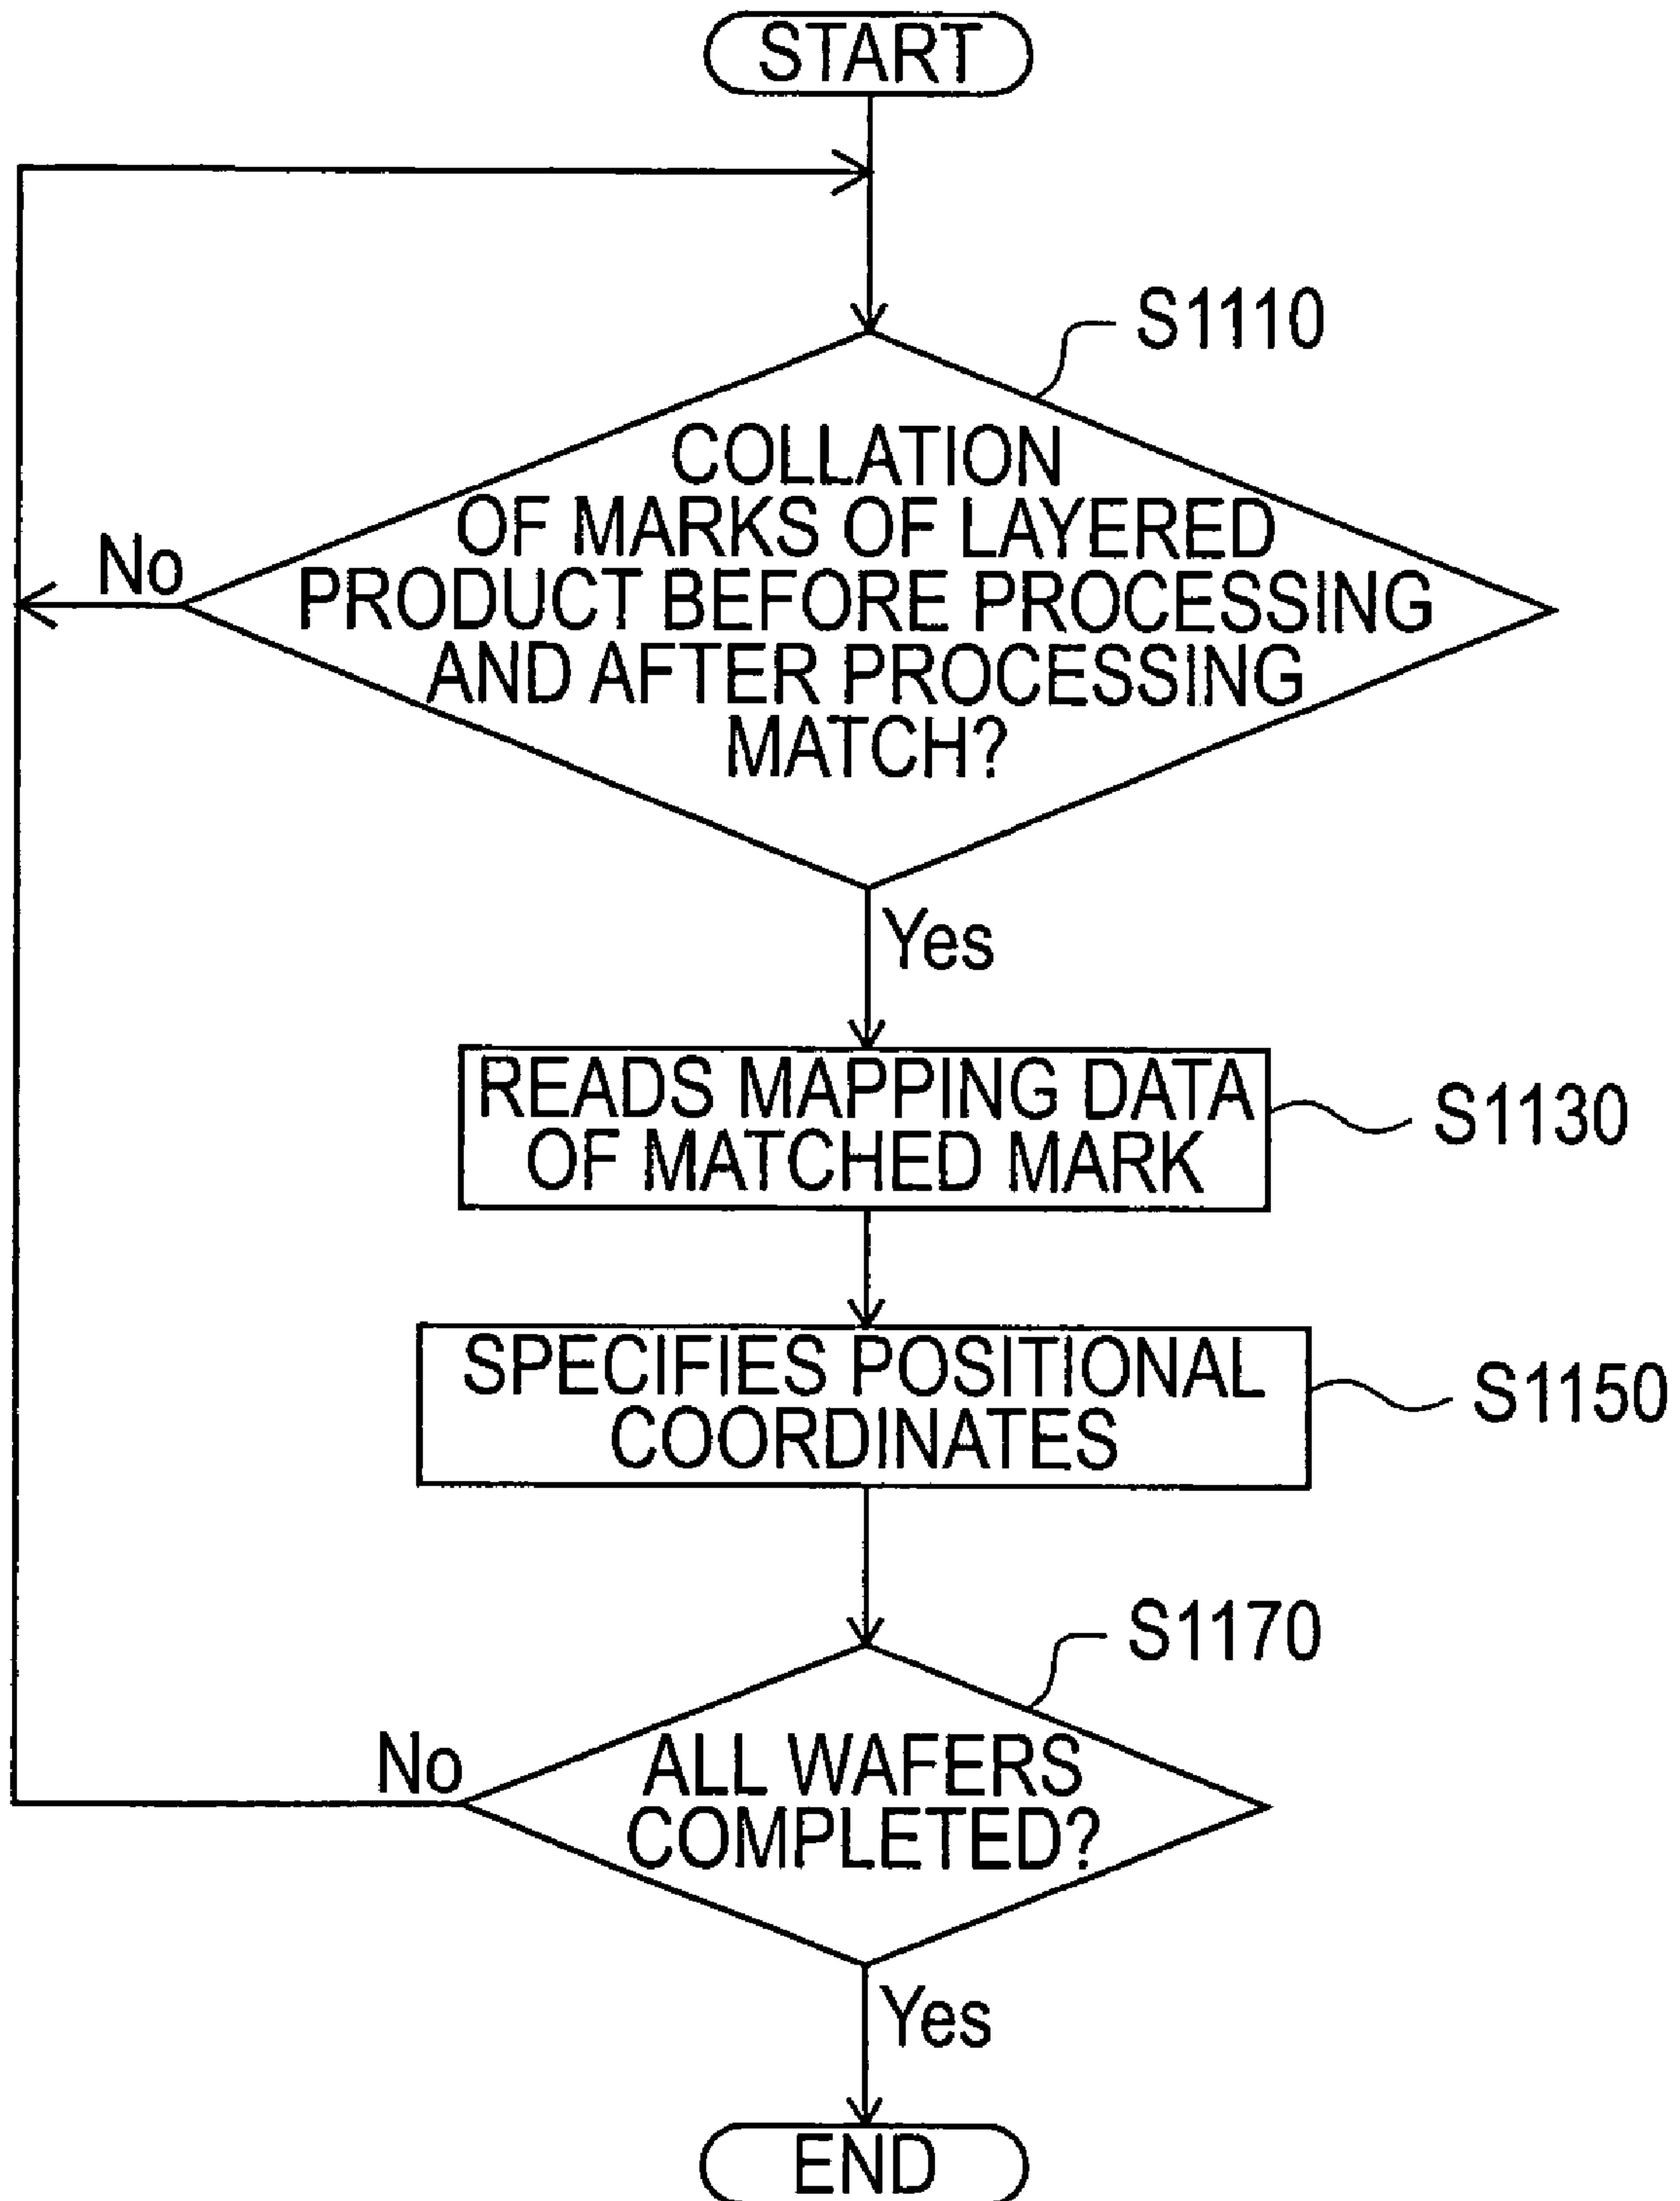 START
S1110
COLLATION
OF MARKS OF LAYERED
PRODUCT BEFORE PROCESSING
AND AFTER PROCESSING
MATCH?
No
Yes
READS MAPPING DATA
OF MATCHED MARK
S1130
SPECIFIES POSITIONAL
COORDINATES
S1150
S1170
ALL WAFERS
COMPLETED?
No
Yes
END